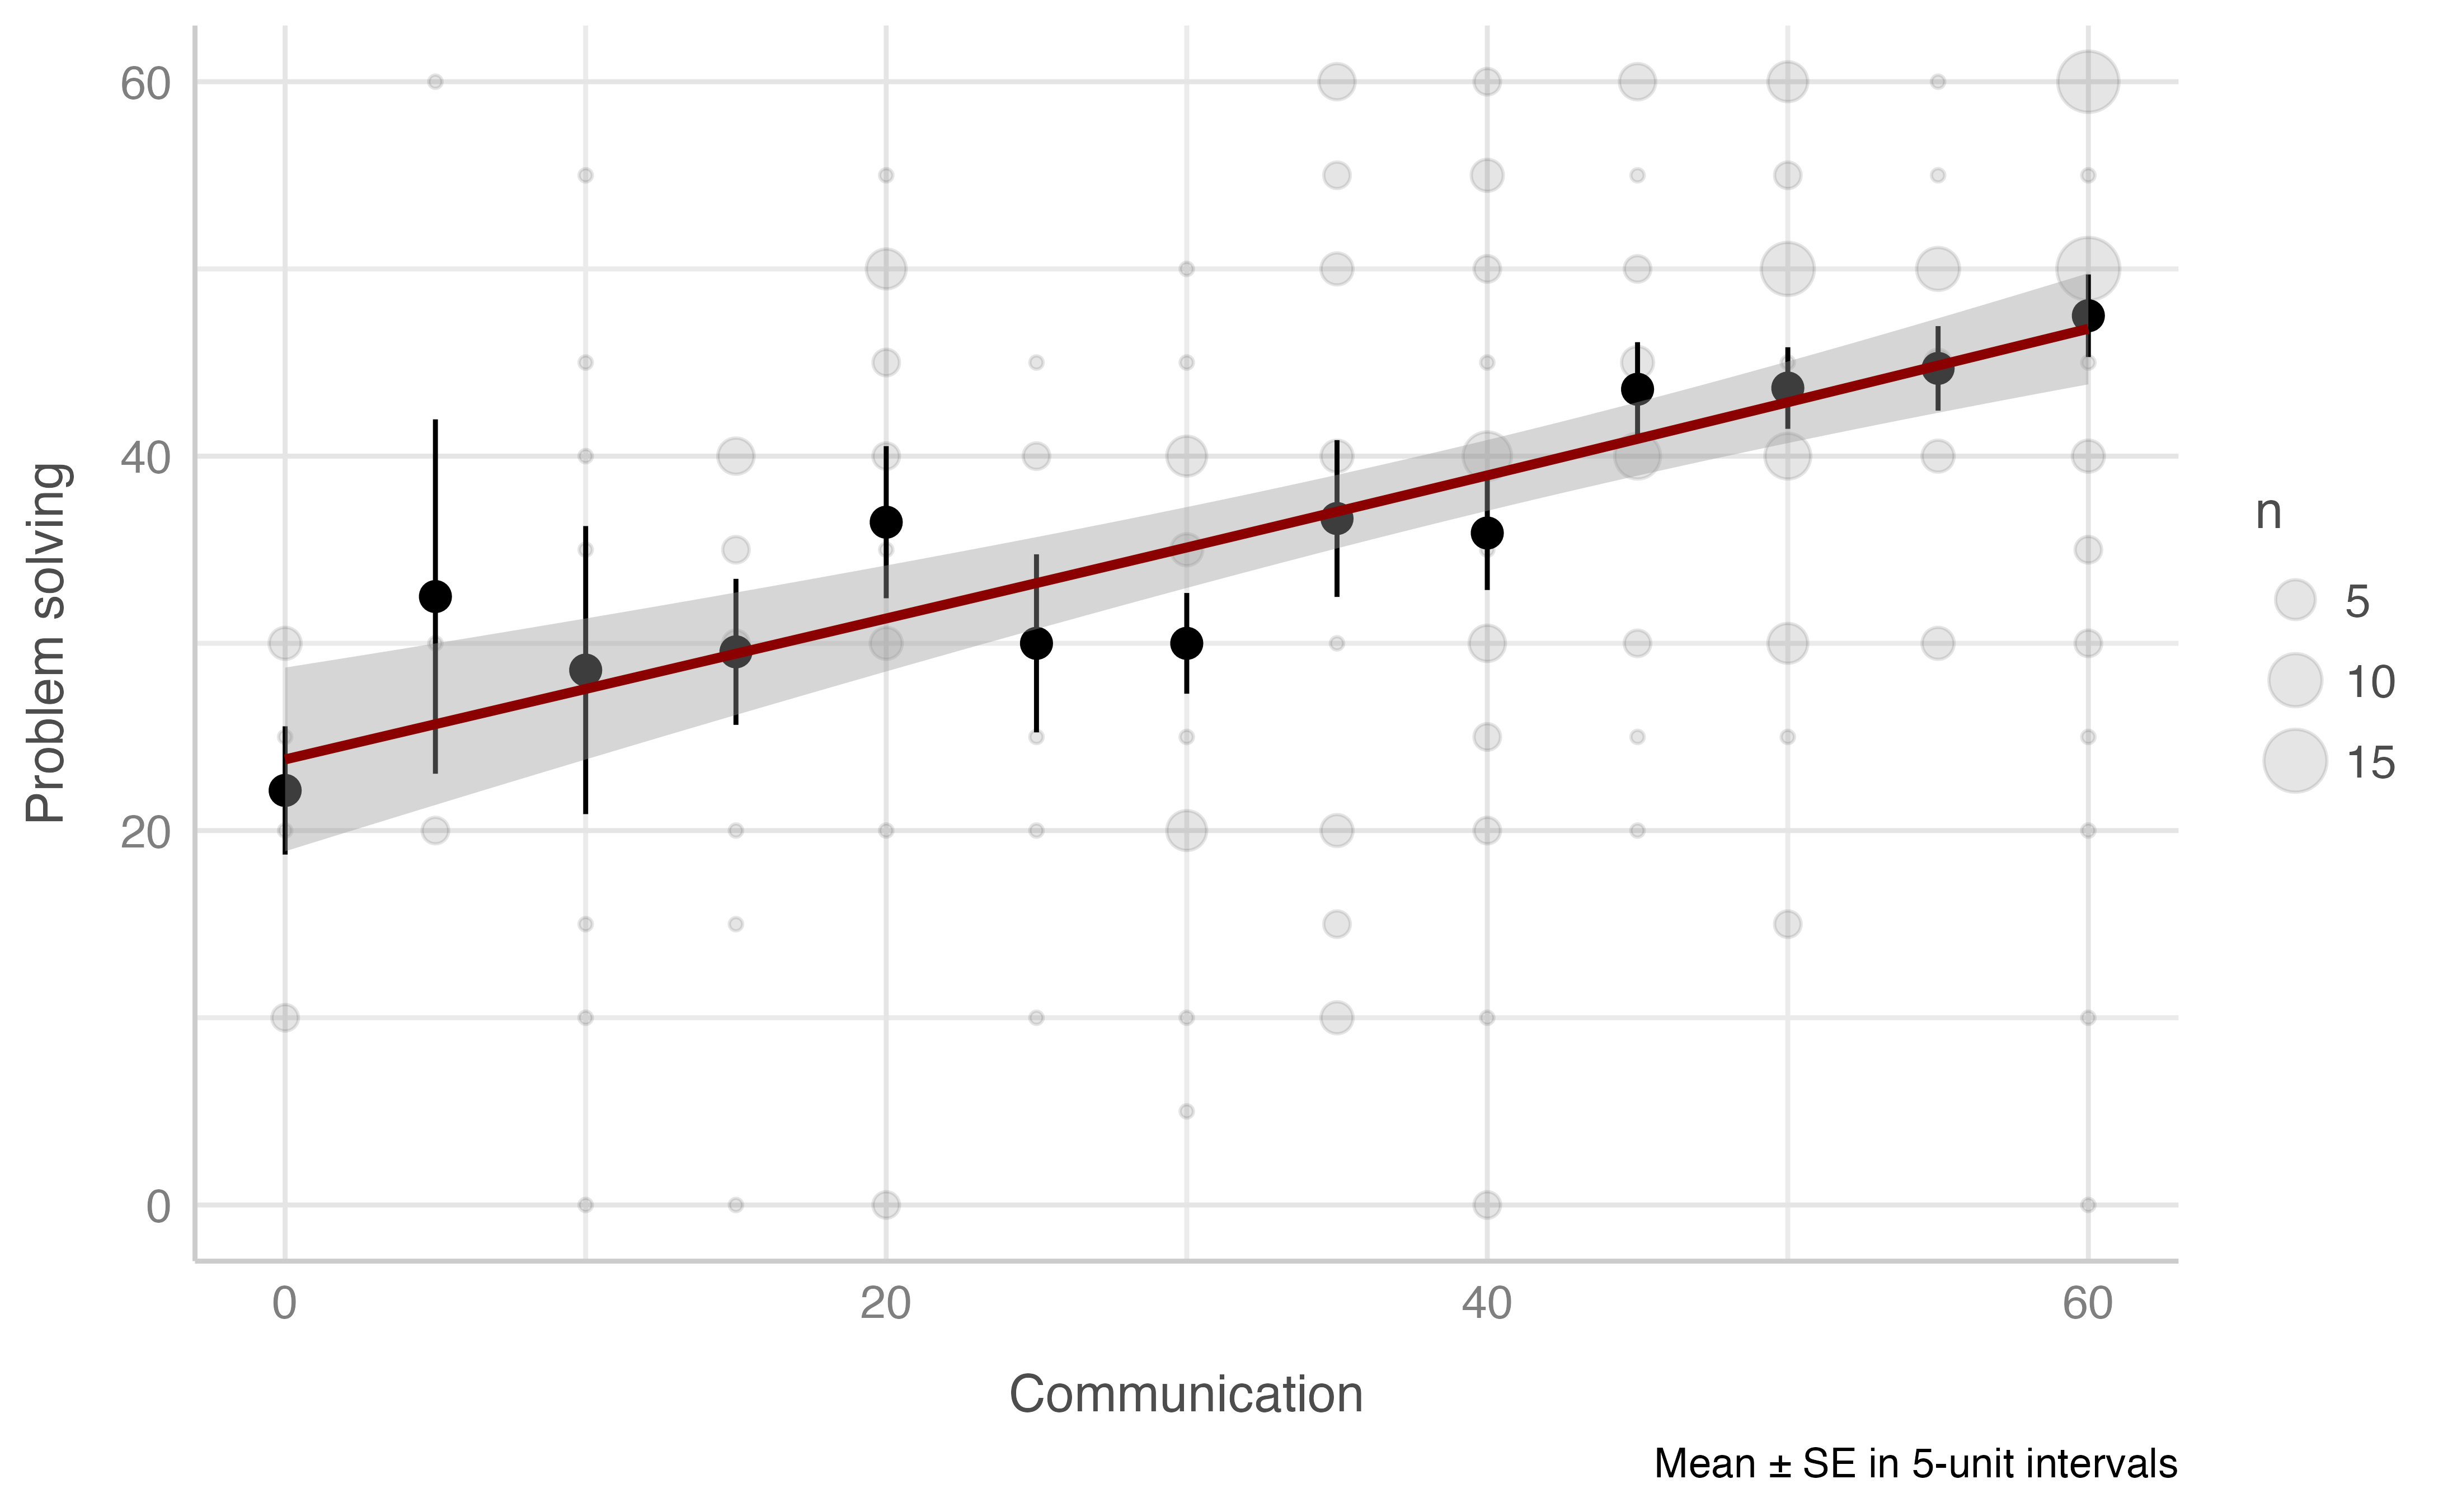 60
40
20
0
Problem solving
0 20 40 60
Communication
n
5
10
15
Mean ± SE in 5-unit intervals